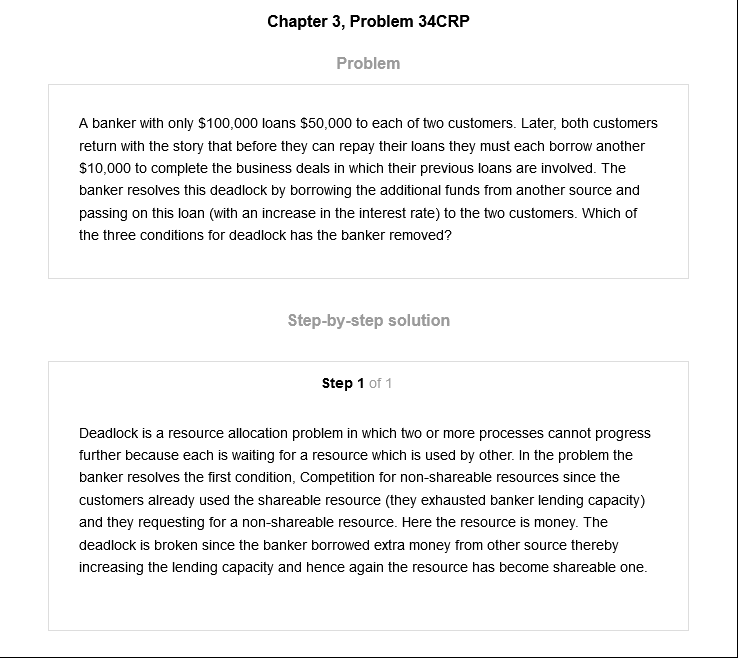 Chapter 3, Problem 34CRP
Problem
A banker with only $100,000 loans $50,000 to each of two customers. Later, both customers
return with the story that before they can repay their loans they must each borrow another
$10,000 to complete the business deals in which their previous loans are involved. The
banker resolves this deadlock by borrowing the additional funds from another source and
passing on this loan (with an increase in the interest rate) to the two customers. Which of
the three conditions for deadlock has the banker removed?
Step-by-step solution
Step 1 of 1
Deadlock is a resource allocation problem in which two or more processes cannot progress
further because each is waiting for a resource which is used by other. In the problem the
banker resolves the first condition, Competition for non-shareable resources since the
customers already used the shareable resource (they exhausted banker lending capacity)
and they requesting for a non-shareable resource. Here the resource is money. The
deadlock is broken since the banker borrowed extra money from other source thereby
increasing the lending capacity and hence again the resource has become shareable one.